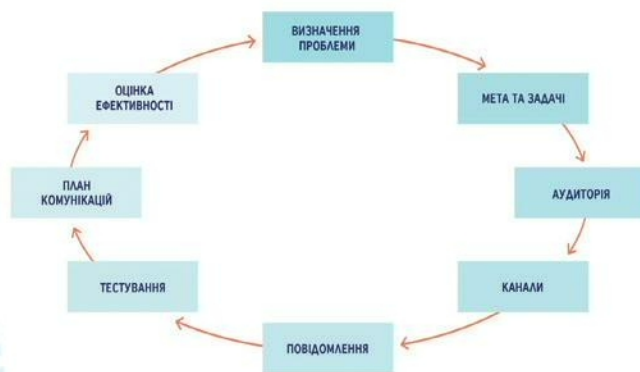 ВИЗНАЧЕННЯ
ПРОБЛЕМИ
МЕТА ТА ЗАДАЧІ
АУДИТОРІЯ
КАНАЛИ
ПОВІДОМЛЕННЯ
ТЕСТУВАННЯ
ПЛАН
КОМУНІКАЦІЙ
ОЦІНКА
ЕФЕКТИВНОСТІ